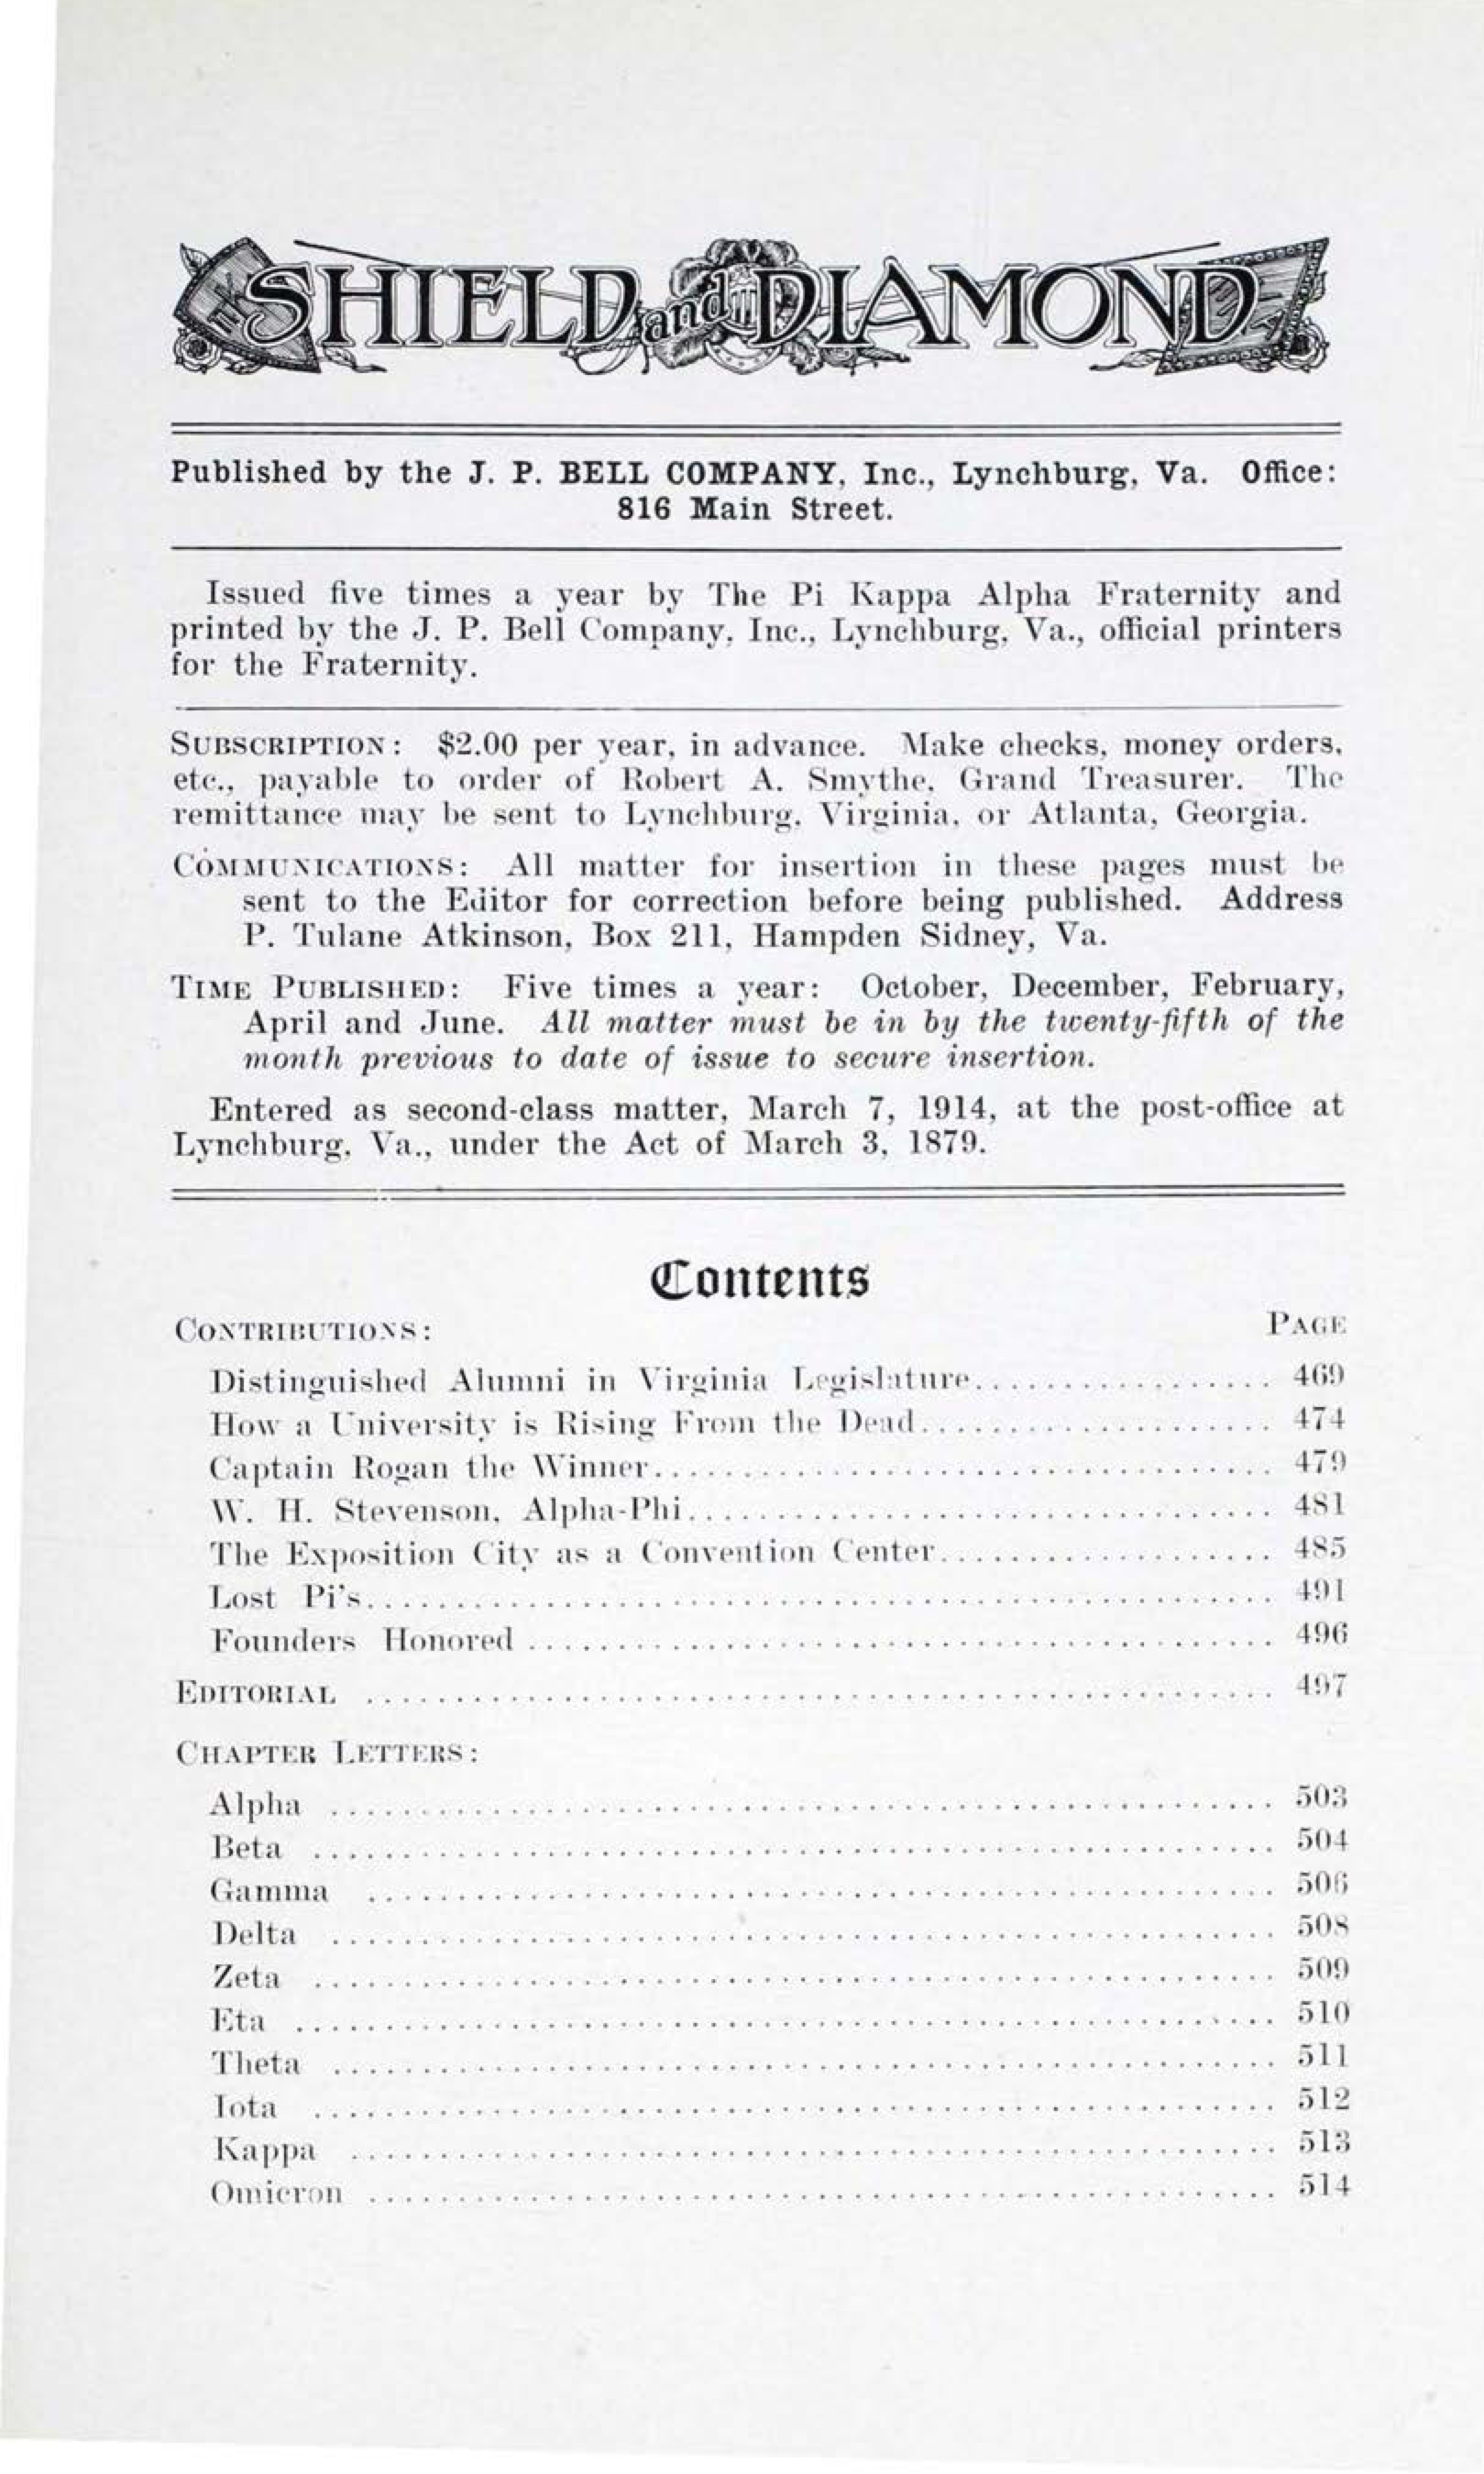 SHIELD and DIAMOND
Published by the J. P. BELL COMPANY, Inc., Lynchburg, Va. Office:
816 Main Street.
Issued five times a year by The Pi Kappa Alpha Fraternity and
printed by the J. P. Bell Company, Inc., Lynchburg, Va., official printers
for the Fraternity.
SUBSCRIPTION: $2.00 per year, in advance. Make checks, money orders,
etc., payable to order of Robert A. Smythe, Grand Treasurer. The
remittance may be sent to Lynchburg, Virginia, or Atlanta, Georgia.
COMMUNICATIONS: All matter for insertion in these pages must be
sent to the Editor for correction before being published. Address
P. Tulane Atkinson, Box 211, Hampden Sidney, Va.
TIME PUBLISHED: Five times a year: October, December, February,
April and June. All matter must be in by the twenty-fifth of the
month previous to date of issue to secure insertion.
Entered as second-class matter, March 7, 1914, at the post-office at
Lynchburg, Va., under the Act of March 3, 1879.
Contents
CONTRIBUTIONS: PAGE
Distinguished Alumni in Virginia Legislature.................. 469
How a University is Rising From the Dead.................... 474
Captain Rogan the Winner.................................. 479
W. H. Stevenson, Alpha-Phi................................ 481
The Exposition City as a Convention Center................... 485
Lost Pi's.................................................. 491
Founders Honored ......................................... 496
EDITORIAL .................................................. 497
CHAPTER LETTERS:
Alpha .................................................... 503
Beta ..................................................... 504
Gamma .................................................. 506
Delta .................................................... 508
Zeta ..................................................... 509
Eta ...................................................... 510
Theta .................................................... 511
Iota ..................................................... 512
Kappa ................................................... 513
Omicron .................................................. 514